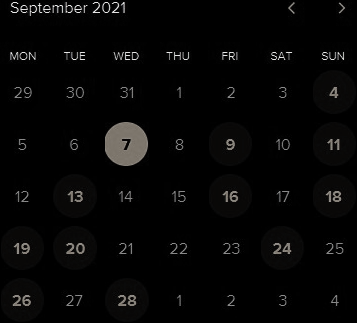 September 2021
MON TUE WED THU FRI SAT SUN
29 30 31 1 2 3 4
5 6 7 8 9 10 11
12 13 14 15 16 17 18
19 20 21 22 23 24 25
26 27 28 1 2 3 4